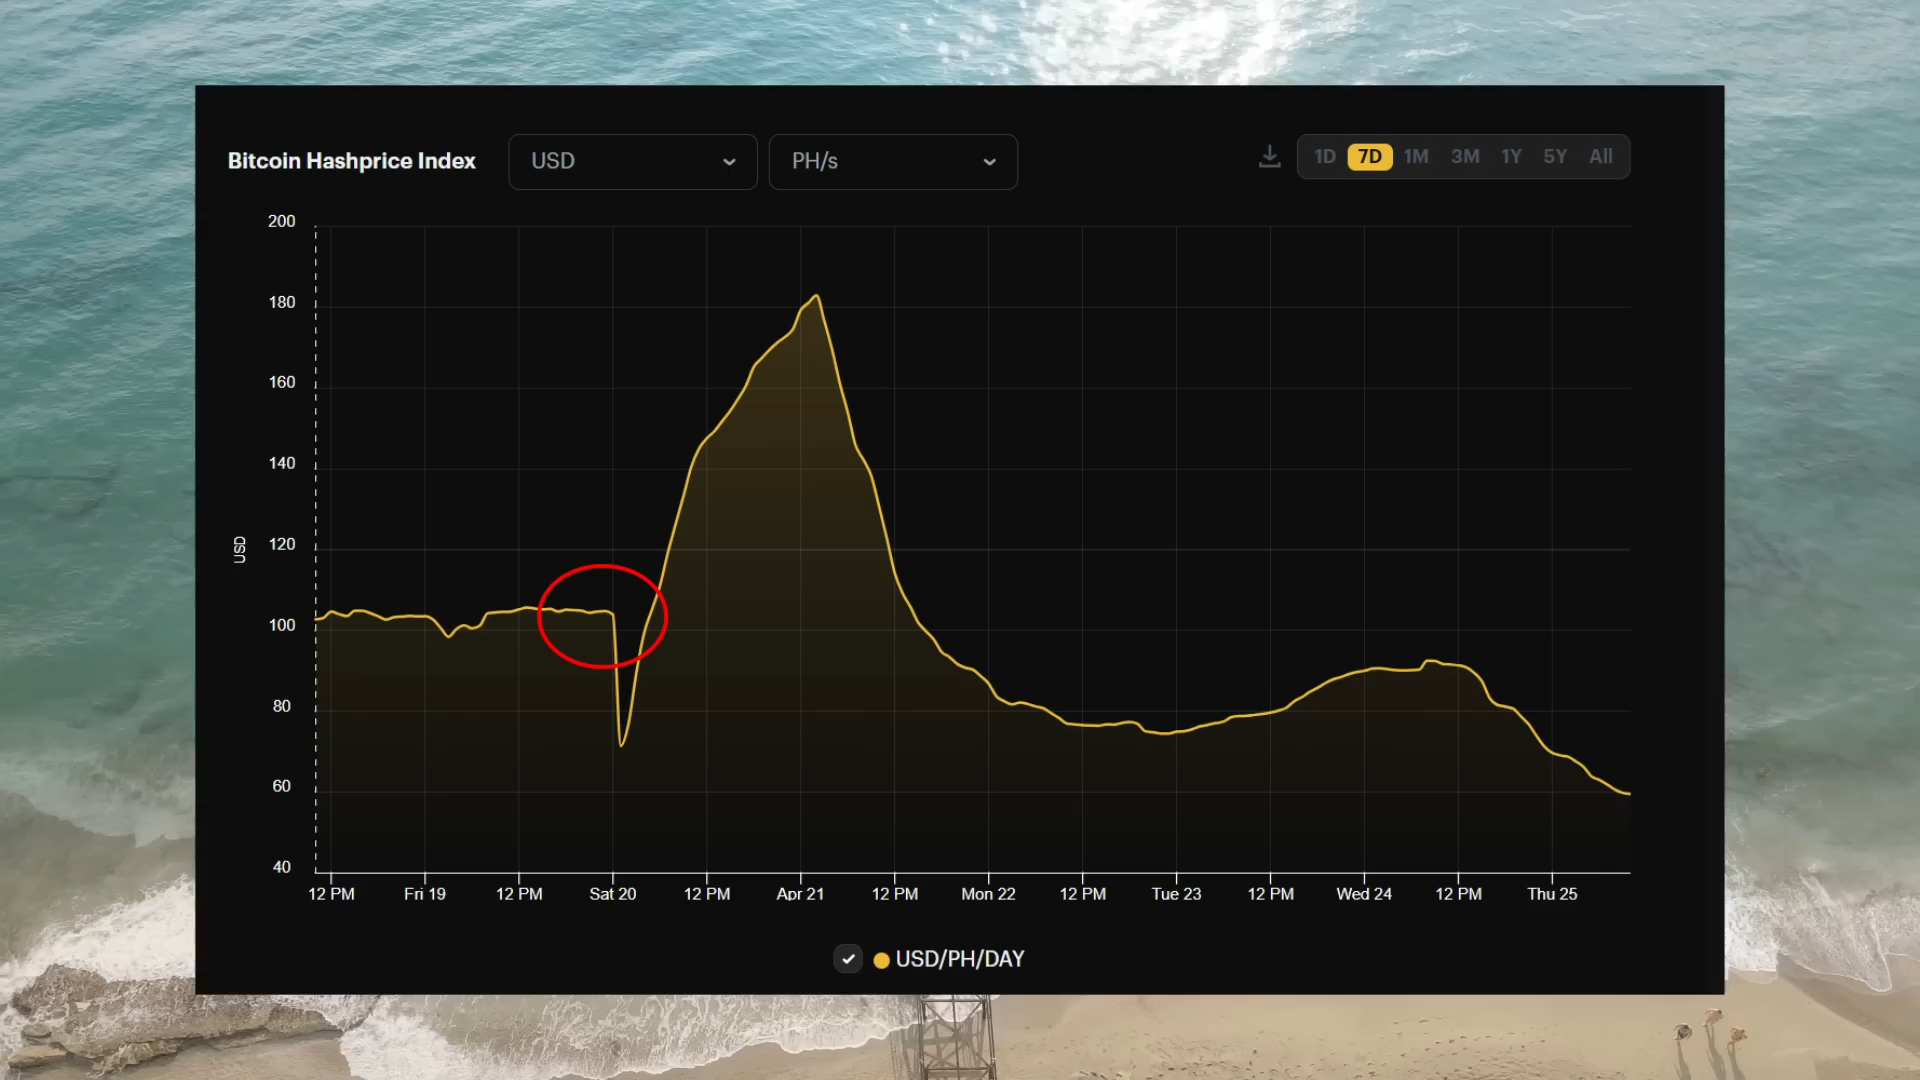 Bitcoin Hashprice Index
USD
PH/s
1D 7D 1M 3M 1Y 5Y All
200
180
160
140
120
100
80
60
40
USD
12 PM Fri 19 12 PM Sat 20 12 PM Apr 21 12 PM Mon 22 12 PM Tue 23 12 PM Wed 24 12 PM Thu 25
USD/PH/DAY